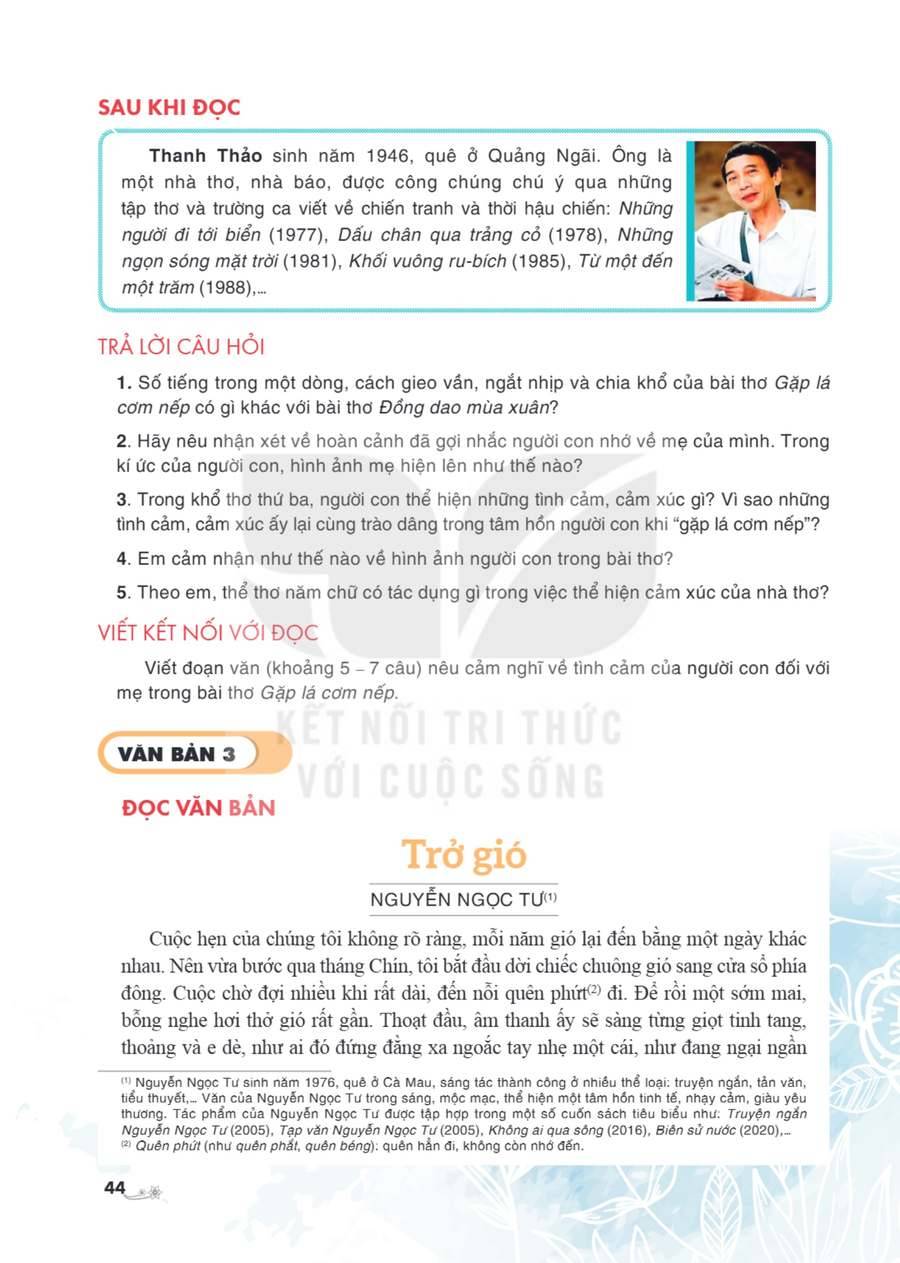 SAU KHI ĐỌC
Thanh Thảo sinh năm 1946, quê ở Quảng Ngãi. Ông là
một nhà thơ, nhà báo, được công chúng chú ý qua những
tập thơ và trường ca viết về chiến tranh và thời hậu chiến: Những
người đi tới biển (1977), Dấu chân qua trảng cỏ (1978), Những
ngọn sóng mặt trời (1981), Khối vuông ru-bích (1985), Từ một đến
một trăm (1988),...
TRẢ LỜI CÂU HỎI
1. Số tiếng trong một dòng, cách gieo vần, ngắt nhịp và chia khổ của bài thơ Gặp lá
cơm nếp có gì khác với bài thơ Đồng dao mùa xuân?
2. Hãy nêu nhận xét về hoàn cảnh đã gợi nhắc người con nhớ về mẹ của mình. Trong
kí ức của người con, hình ảnh mẹ hiện lên như thế nào?
3. Trong khổ thơ thứ ba, người con thể hiện những tình cảm, cảm xúc gì? Vì sao những
tình cảm, cảm xúc ấy lại cùng trào dâng trong tâm hồn người con khi “gặp lá cơm nếp”?
4. Em cảm nhận như thế nào về hình ảnh người con trong bài thơ?
5. Theo em, thể thơ năm chữ có tác dụng gì trong việc thể hiện cảm xúc của nhà thơ?
VIẾT KẾT NỐI VỚI ĐỌC
Viết đoạn văn (khoảng 5 – 7 câu) nêu cảm nghĩ về tình cảm của người con đối với
mẹ trong bài thơ Gặp lá cơm nếp.
KẾT NỐI TRI THỨC
VỚI CUỘC SỐNG
VĂN BẢN 3
ĐỌC VĂN BẢN
Trở gió
NGUYỄN NGỌC TƯ(1)
Cuộc hẹn của chúng tôi không rõ ràng, mỗi năm gió lại đến bằng một ngày khác
nhau. Nên vừa bước qua tháng Chín, tôi bắt đầu dời chiếc chuông gió sang cửa sổ phía
đông. Cuộc chờ đợi nhiều khi rất dài, đến nỗi quên phứt(2) đi. Để rồi một sớm mai,
bỗng nghe hơi thở gió rất gần. Thoạt đầu, âm thanh ấy sẽ sàng từng giọt tinh tang,
thoảng và e dè, như ai đó đứng đằng xa ngoắc tay nhẹ một cái, như đang ngại ngần
(1) Nguyễn Ngọc Tư sinh năm 1976, quê ở Cà Mau, sáng tác thành công ở nhiều thể loại: truyện ngắn, tản văn,
tiểu thuyết,... Văn của Nguyễn Ngọc Tư trong sáng, mộc mạc, thể hiện một tâm hồn tinh tế, nhạy cảm, giàu yêu
thương. Tác phẩm của Nguyễn Ngọc Tư được tập hợp trong một số cuốn sách tiêu biểu như: Truyện ngắn
Nguyễn Ngọc Tư (2005), Tạp văn Nguyễn Ngọc Tư (2005), Không ai qua sông (2016), Biên sử nước (2020),...
(2) Quên phứt (như quên phắt, quên béng): quên hẳn đi, không còn nhớ đến.
44